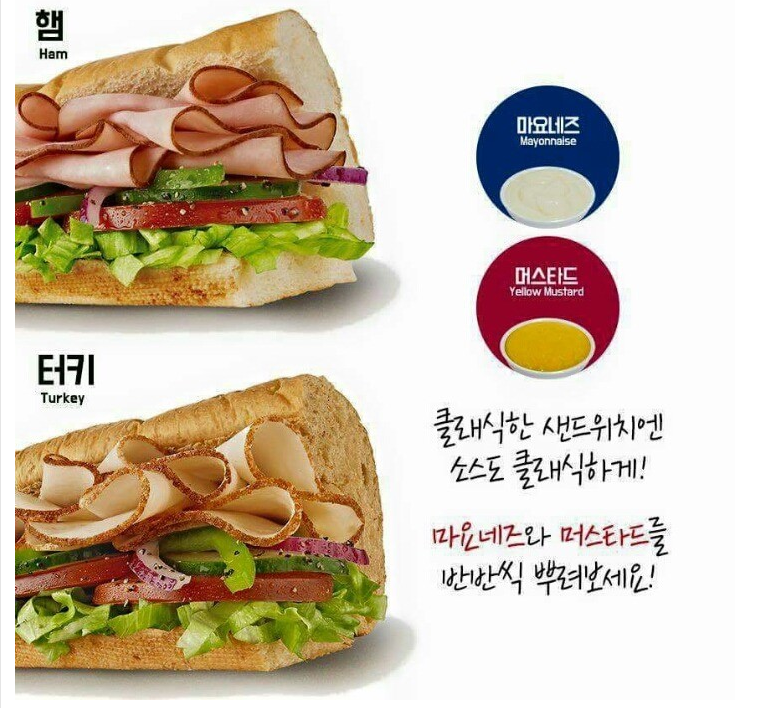 햄
Ham
마요네즈
Mayonnaise
머스타드
Yellow Mustard
터키
Turkey
클래식한 샌드위치엔
소스도 클래식하게!
마요네즈와 머스타드를
반반씩 뿌려보세요!